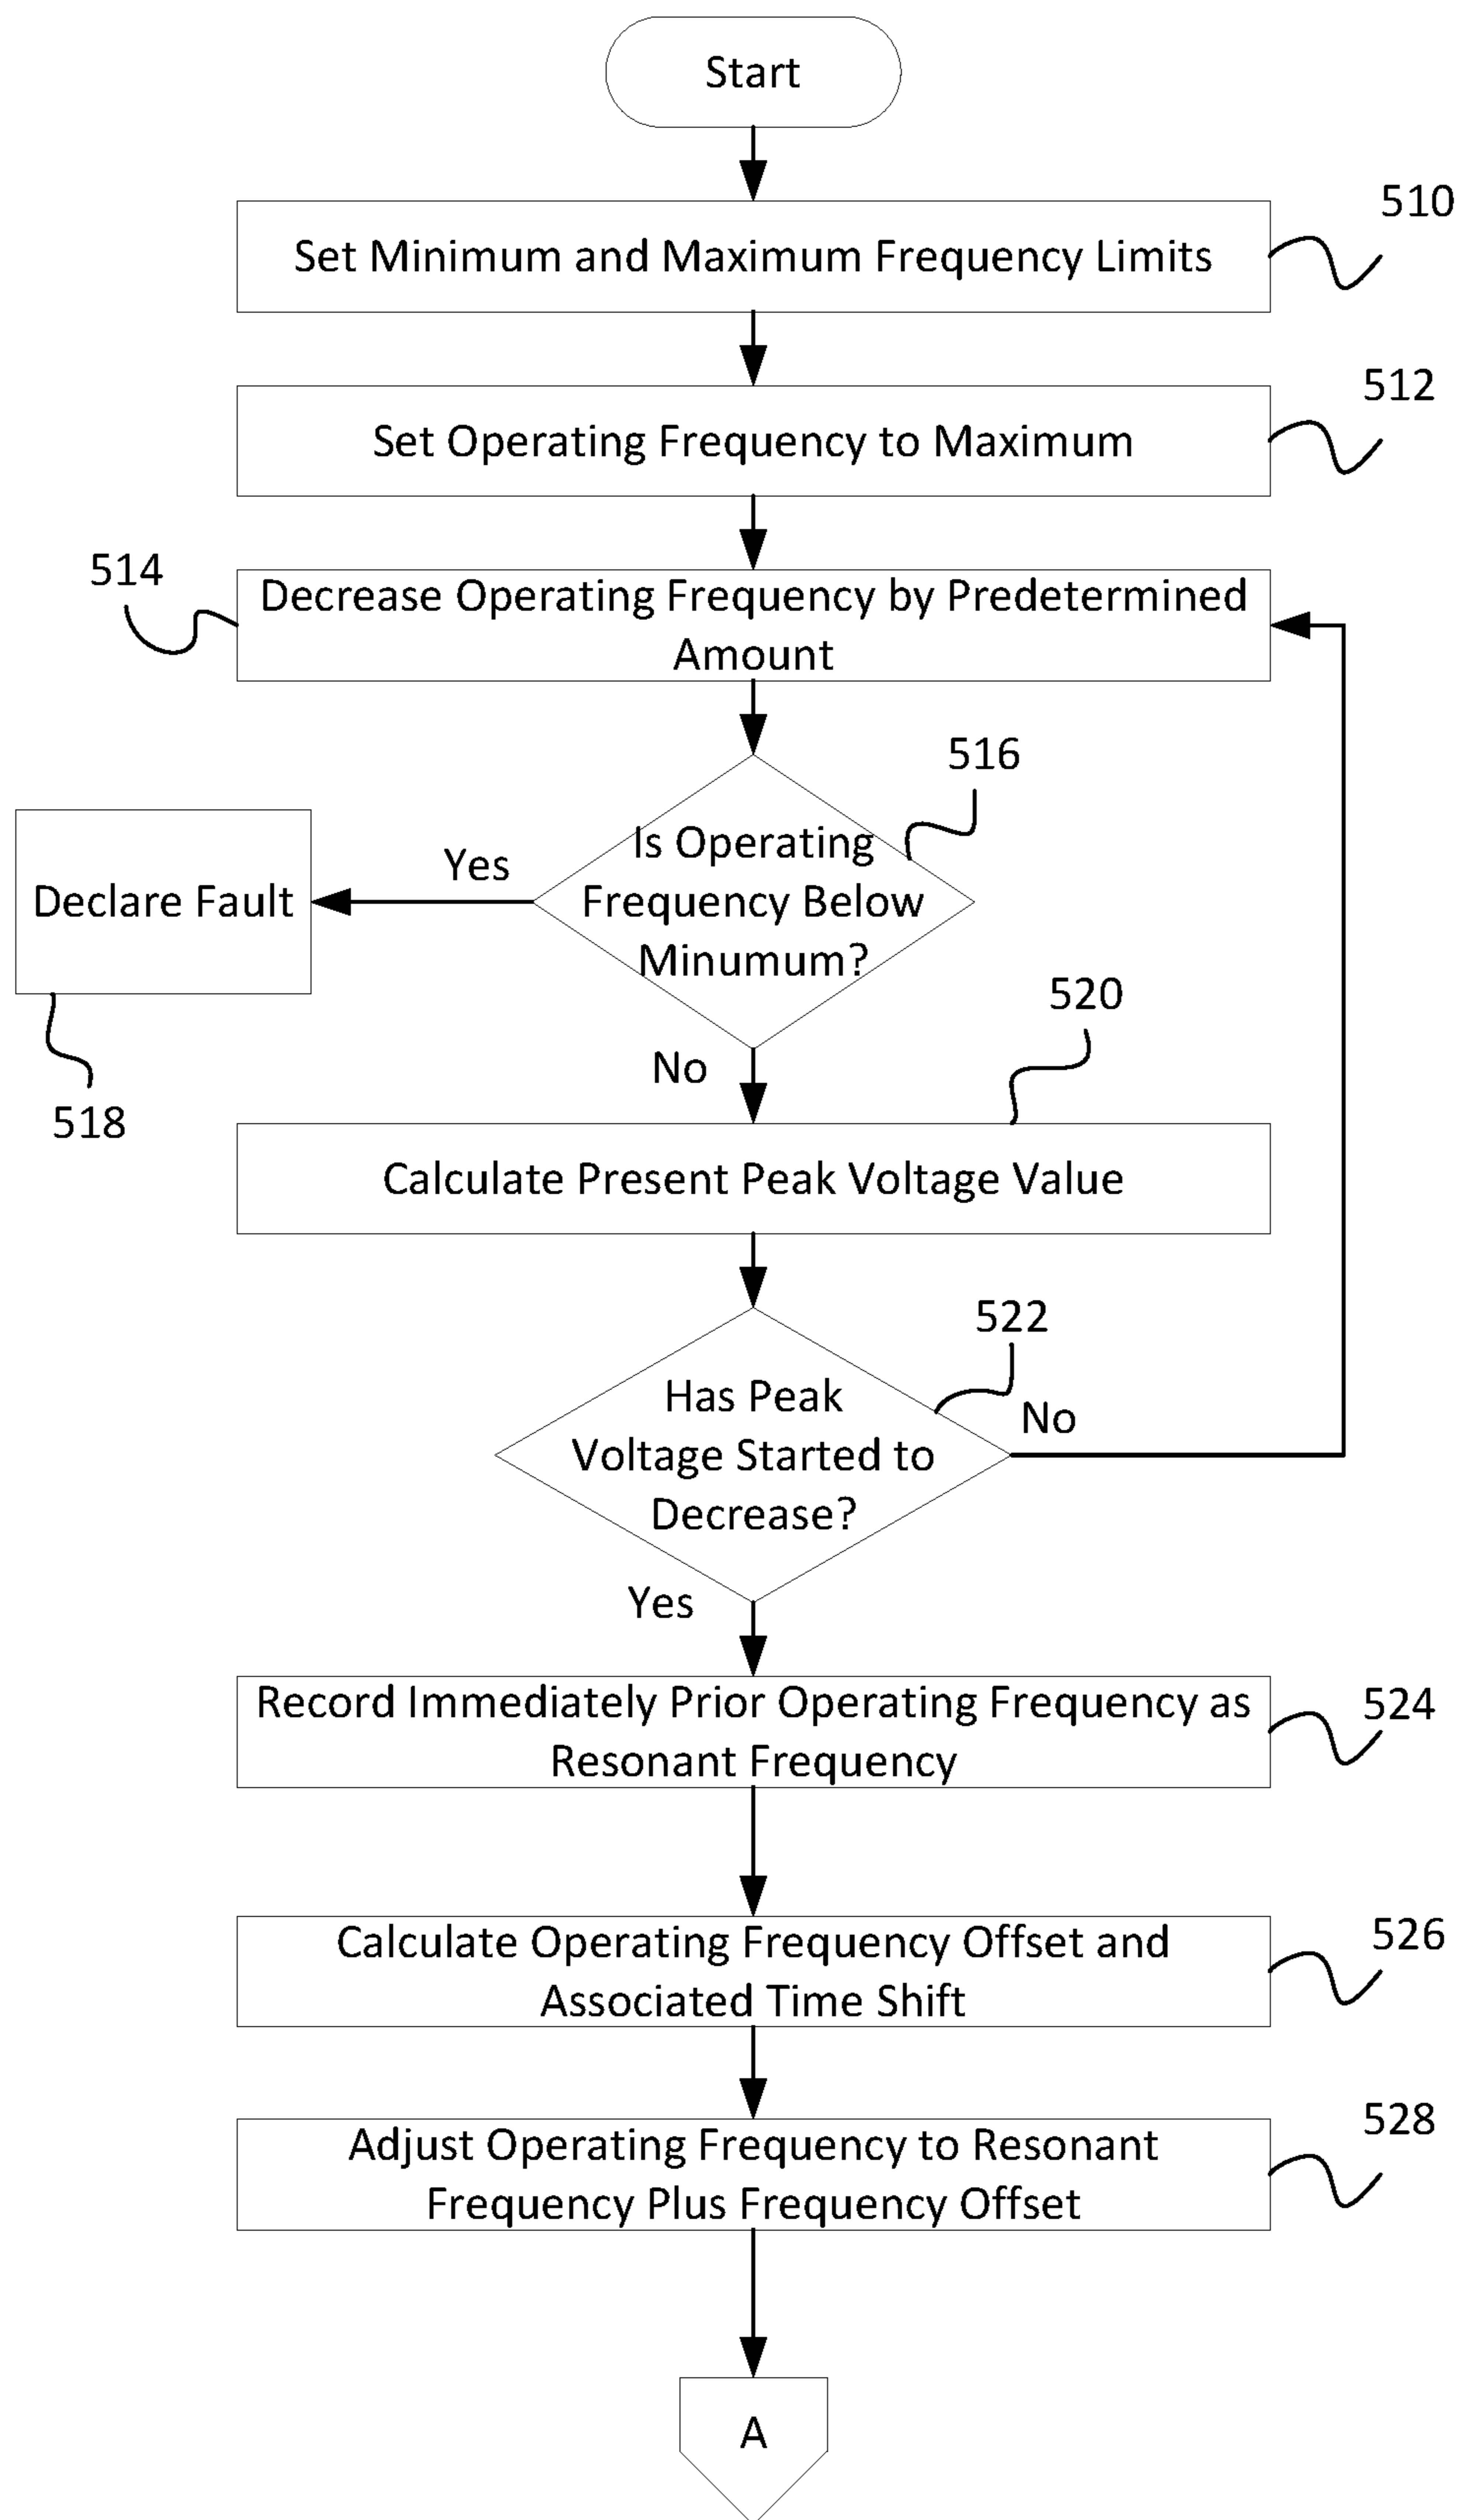 Start
510
Set Minimum and Maximum Frequency Limits
512
Set Operating Frequency to Maximum
514
Decrease Operating Frequency by Predetermined
Amount
516
Is Operating
Frequency Below
Minumum?
Yes
Declare Fault
518
No
520
Calculate Present Peak Voltage Value
522
Has Peak
Voltage Started to
Decrease?
No
Yes
Record Immediately Prior Operating Frequency as
Resonant Frequency
524
Calculate Operating Frequency Offset and
Associated Time Shift
526
Adjust Operating Frequency to Resonant
Frequency Plus Frequency Offset
528
A